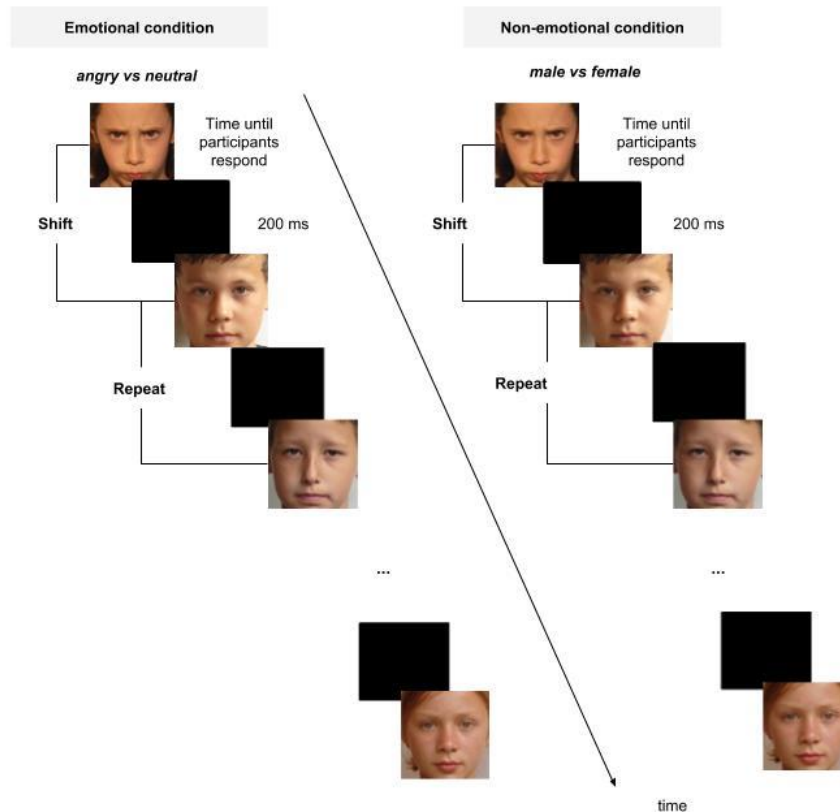 Emotional condition
angry vs neutral
Time until
participants
respond
Shift
200 ms
Repeat
...
Non-emotional condition
male vs female
Time until
participants
respond
Shift
200 ms
Repeat
...
time